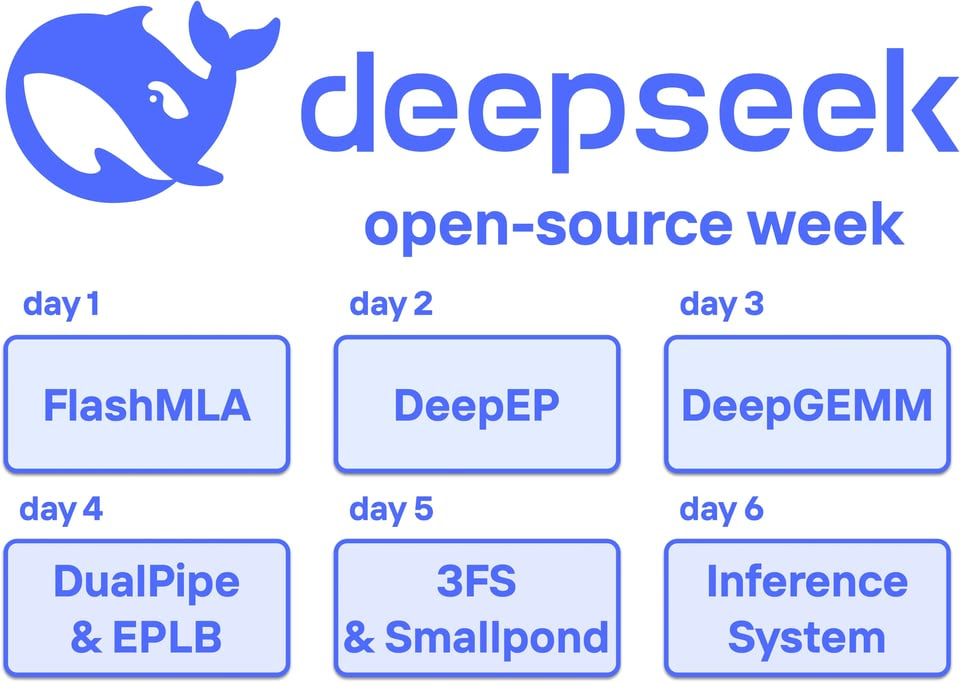 deepseek
open-source week
day 1
day 2
day 3
FlashMLA
DeepEP
DeepGEMM
day 4
day 5
day 6
DualPipe
& EPLB
3FS
& Smallpond
Inference
System